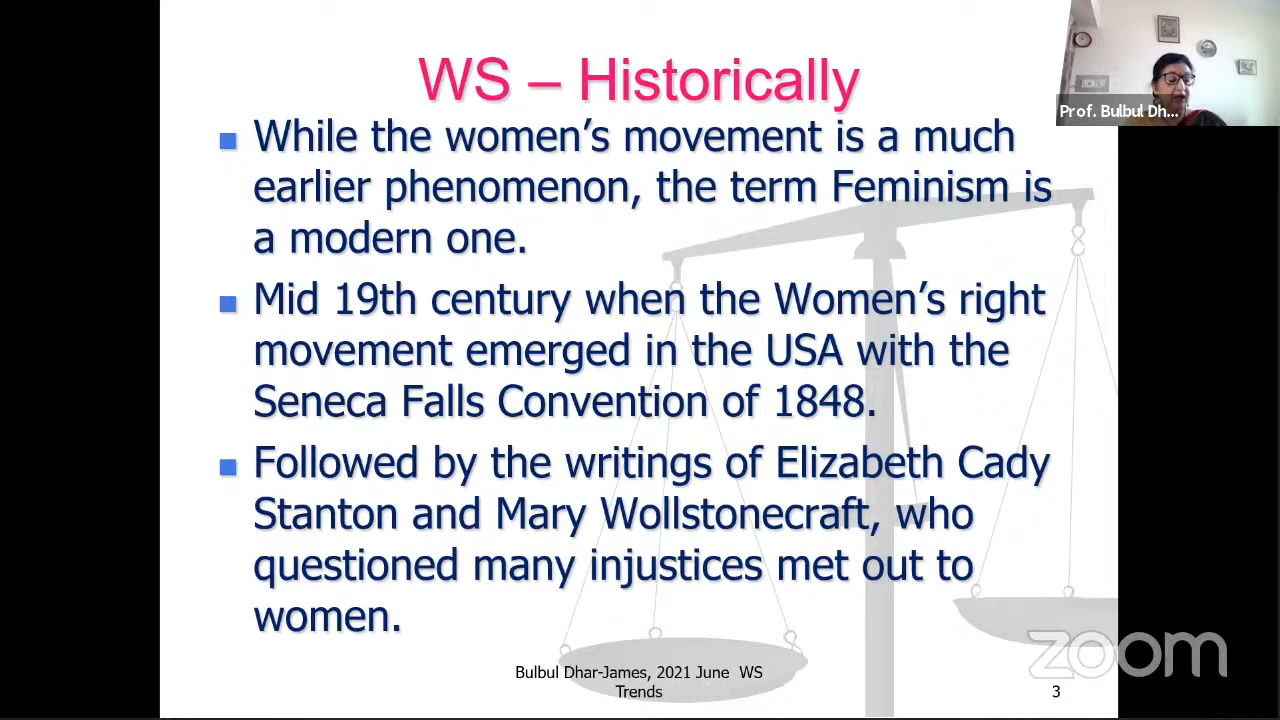 WS – Historically
While the women's movement is a much
earlier phenomenon, the term Feminism is
a modern one.
Mid 19th century when the Women's right
movement emerged in the USA with the
Seneca Falls Convention of 1848.
Followed by the writings of Elizabeth Cady
Stanton and Mary Wollstonecraft, who
questioned many injustices met out to
women.
Bulbul Dhar-James, 2021 June WS
Trends
3
Prof. Bulbul Dh...
zoom